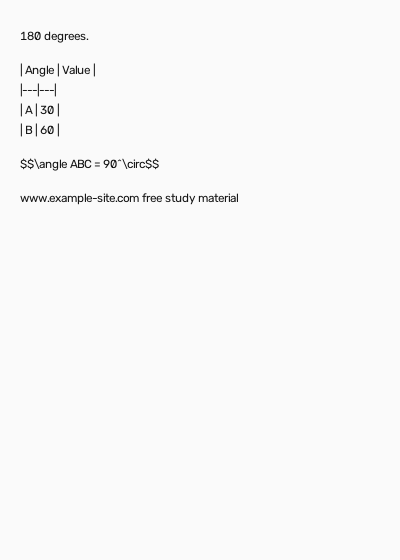 180 degrees.
| Angle | Value |
|---|---|
| A | 30 |
| B | 60 |
$$\angle ABC = 90^\circ$$
www.example-site.com free study material